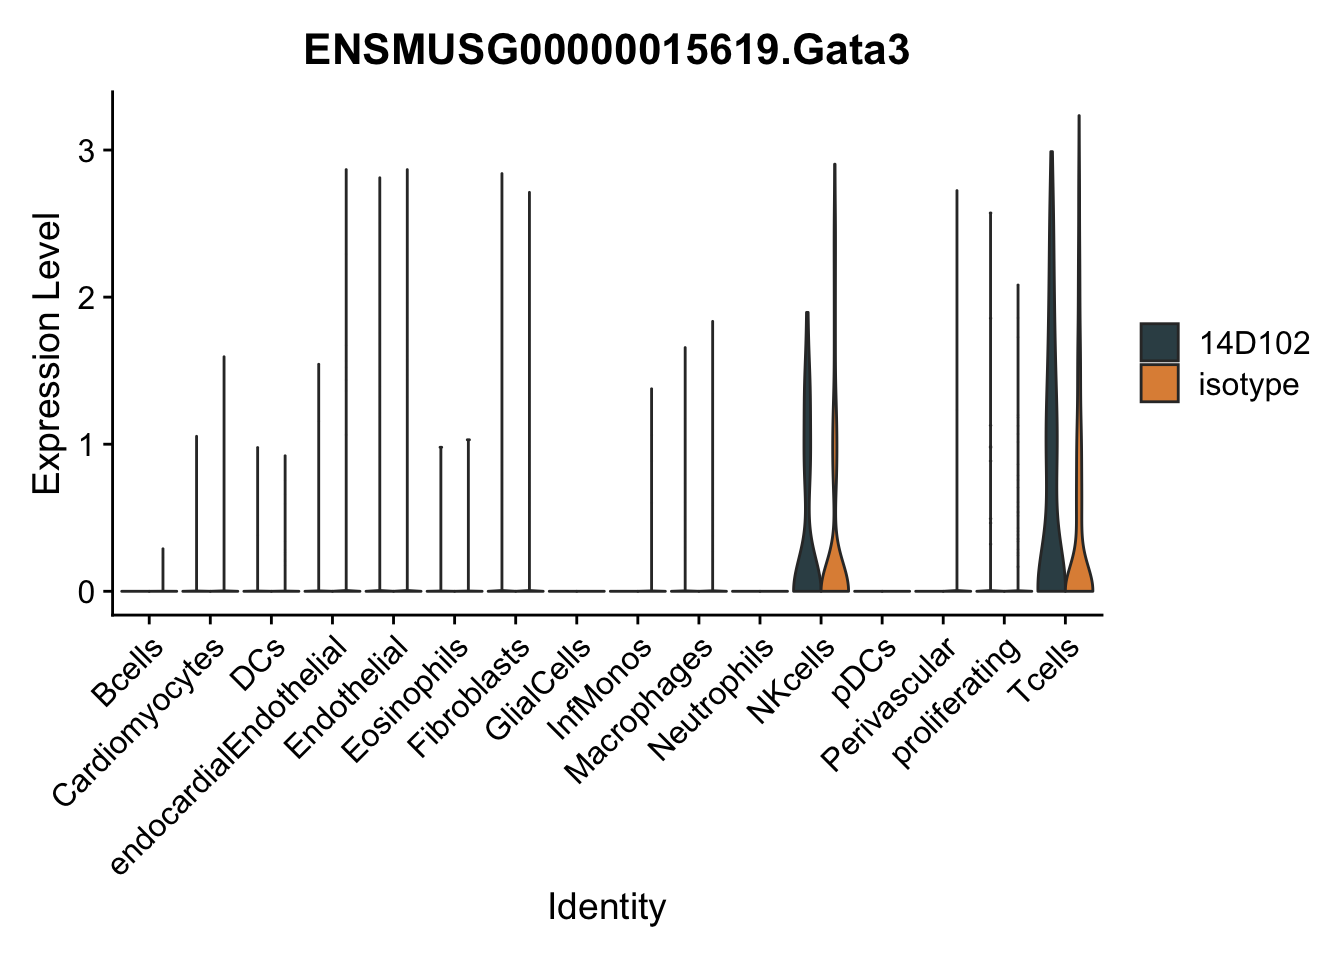 ENSMUSG00000015619.Gata3
Expression Level
3
2
1
0
Bcells
Cardiomyocytes
DCs
endocardialEndothelial
Endothelial
Eosinophils
Fibroblasts
GlialCells
InfMonos
Macrophages
Neutrophils
NKcells
pDCs
Perivascular
proliferating
Tcells
Identity
14D102
isotype